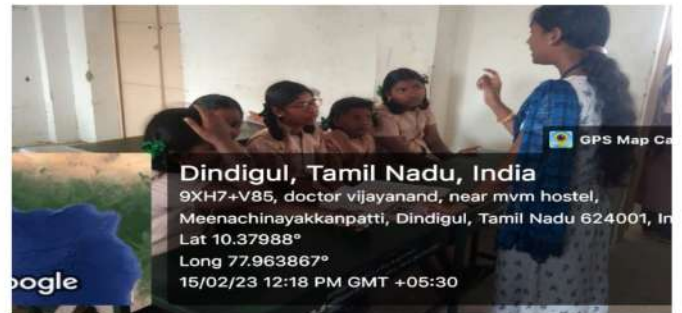 GPS Map Ca
Dindigul, Tamil Nadu, India
9XH7+V85, doctor vijayanand, near mvm hostel,
Meenachinayakkanpatti, Dindigul, Tamil Nadu 624001, In
Lat 10.37988°
Long 77.963867°
15/02/23 12:18 PM GMT +05:30
oogle